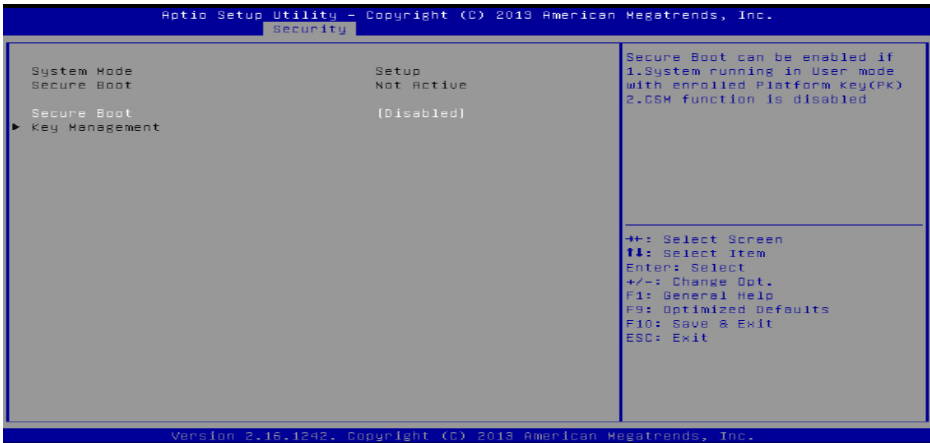 Aptio Setup Utility - Copyright (C) 2013 American Megatrends, Inc.
Security
System Mode Setup
Secure Boot Not Active
Secure Boot [Disabled]
► Key Management
Secure Boot can be enabled if
1.System running in User mode
with enrolled Platform Key(PK)
2.CSM function is disabled
→←: Select Screen
↑↓: Select Item
Enter: Select
+/-: Change Opt.
F1: General Help
F9: Optimized Defaults
F10: Save & Exit
ESC: Exit
Version 2.16.1242. Copyright (C) 2013 American Megatrends, Inc.